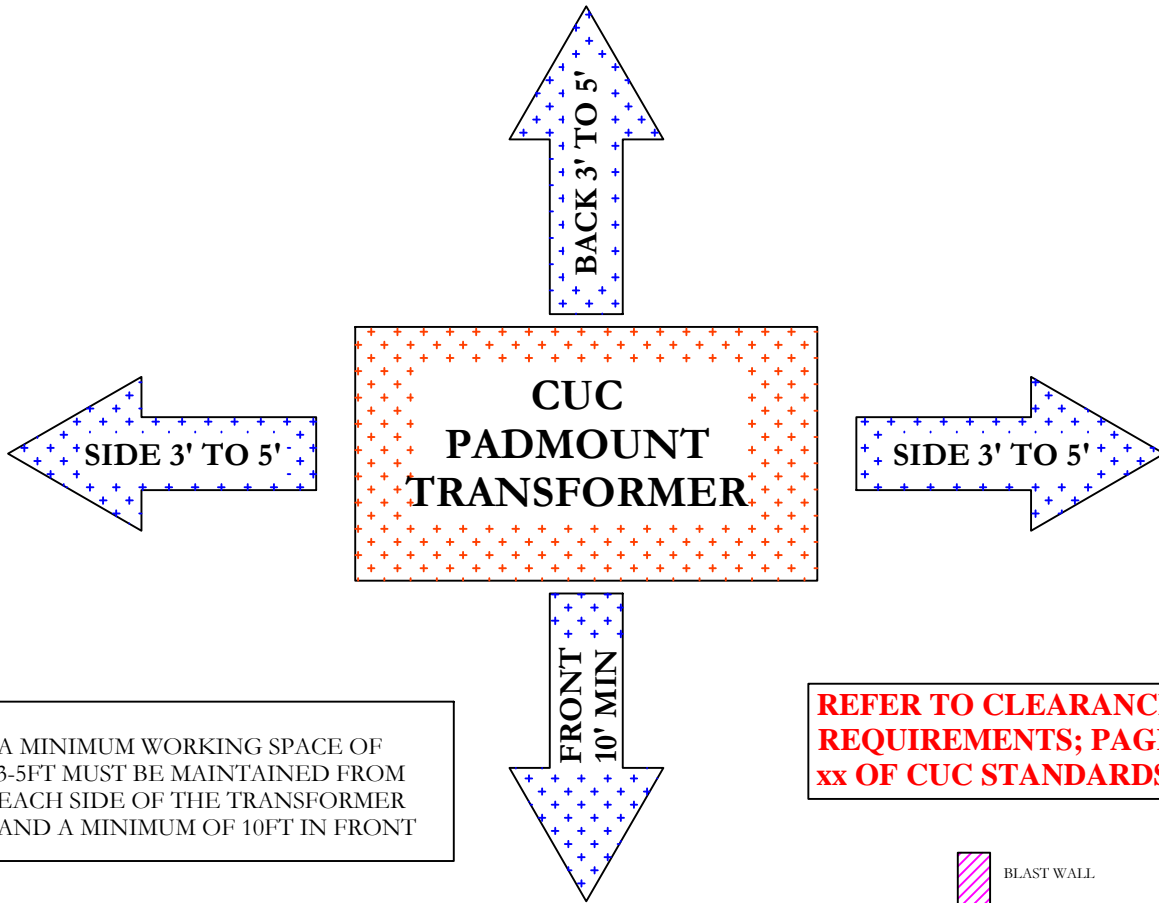 BACK 3' TO 5'
CUC
PADMOUNT
TRANSFORMER
SIDE 3' TO 5'
SIDE 3' TO 5'
FRONT
10' MIN
A MINIMUM WORKING SPACE OF
3-5FT MUST BE MAINTAINED FROM
EACH SIDE OF THE TRANSFORMER
AND A MINIMUM OF 10FT IN FRONT
REFER TO CLEARANC
REQUIREMENTS; PAG
xx OF CUC STANDARDS
BLAST WALL